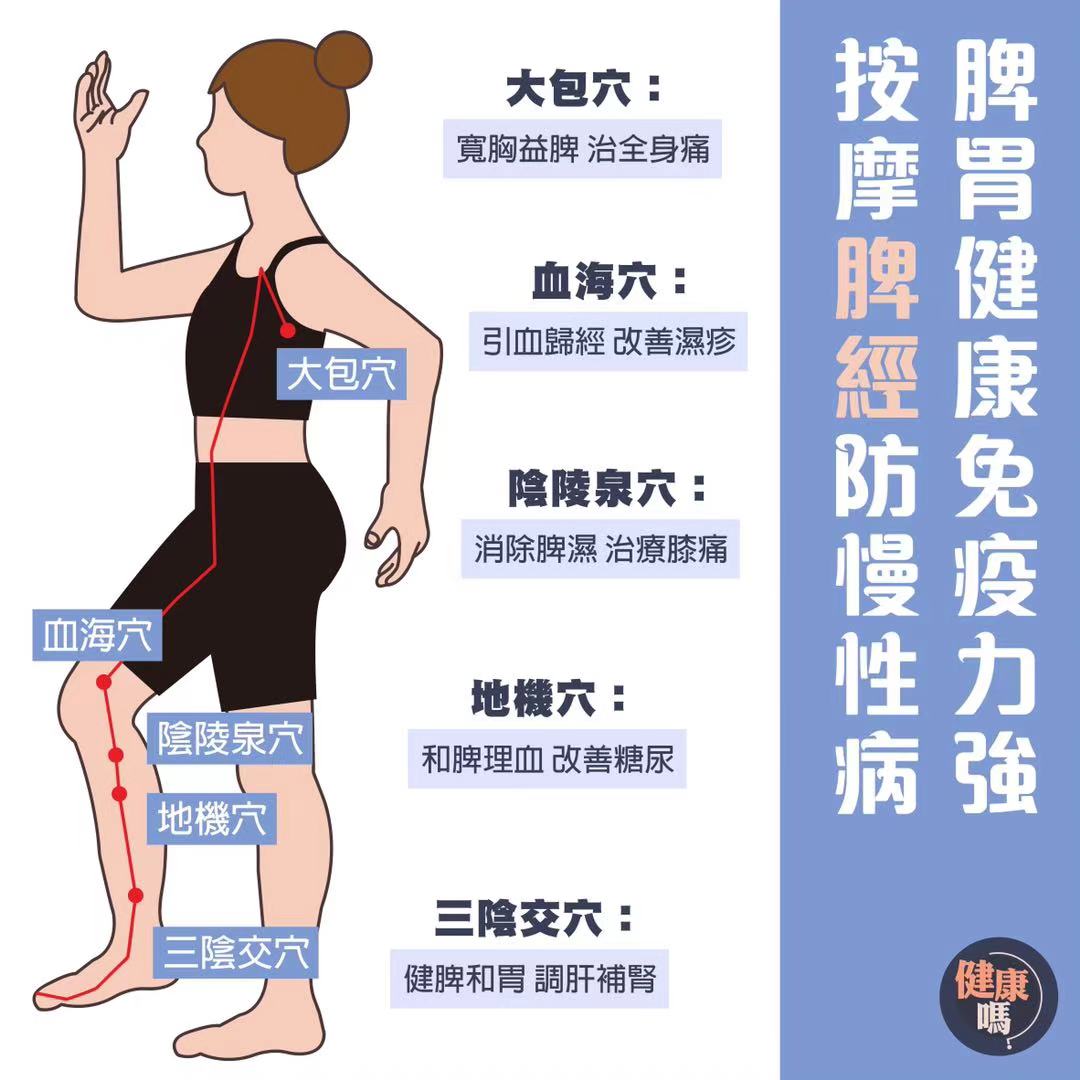 脾胃健康免疫力強
按摩脾經防慢性病
大包穴：
寬胸益脾 治全身痛
血海穴：
引血歸經 改善濕疹
陰陵泉穴：
消除脾濕 治療膝痛
地機穴：
和脾理血 改善糖尿
三陰交穴：
健脾和胃 調肝補腎
大包穴
血海穴
陰陵泉穴
地機穴
三陰交穴
健康
嗎?